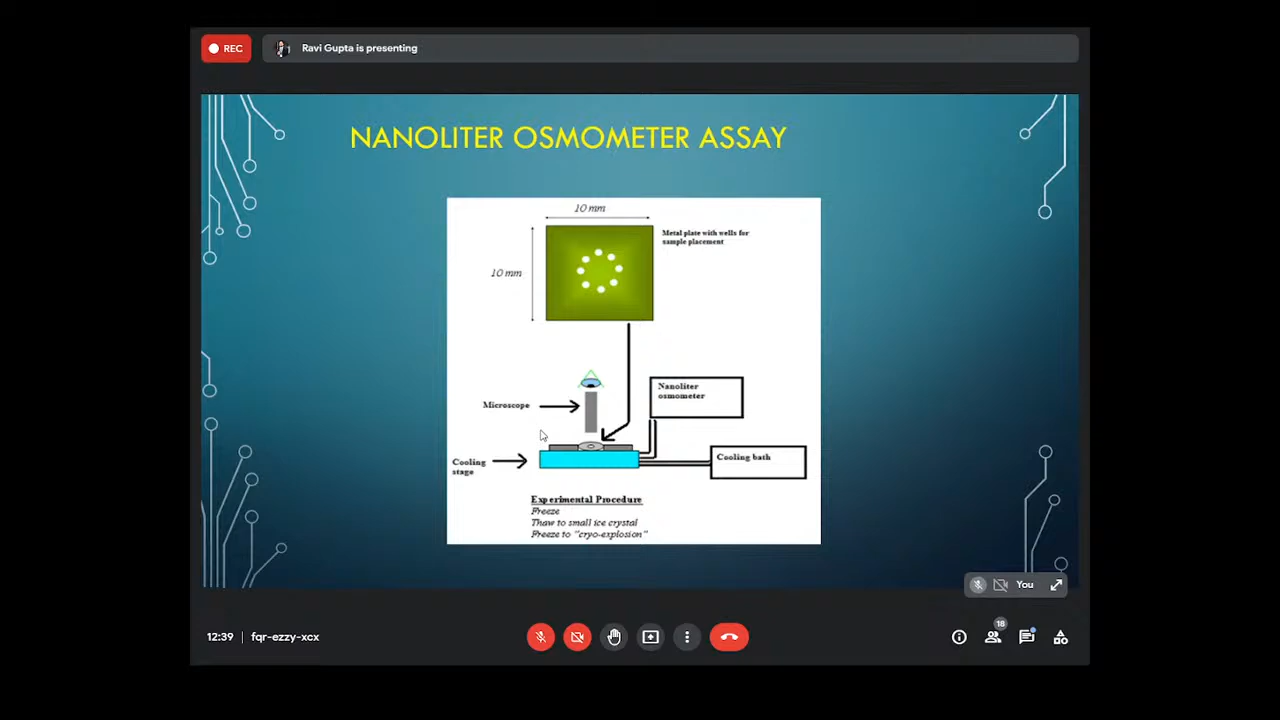 REC
Ravi Gupta is presenting
NANOLITER OSMOMETER ASSAY
10 mm
Metal plate with wells for
sample placement
10 mm
Nanoliter
osmometer
Microscope
Cooling bath
Cooling
stage
Experimental Procedure
Freeze
Thaw to small ice crystal
Freeze to "cryo-explosion"
You
18
12:39 | fqr-ezzy-xcx